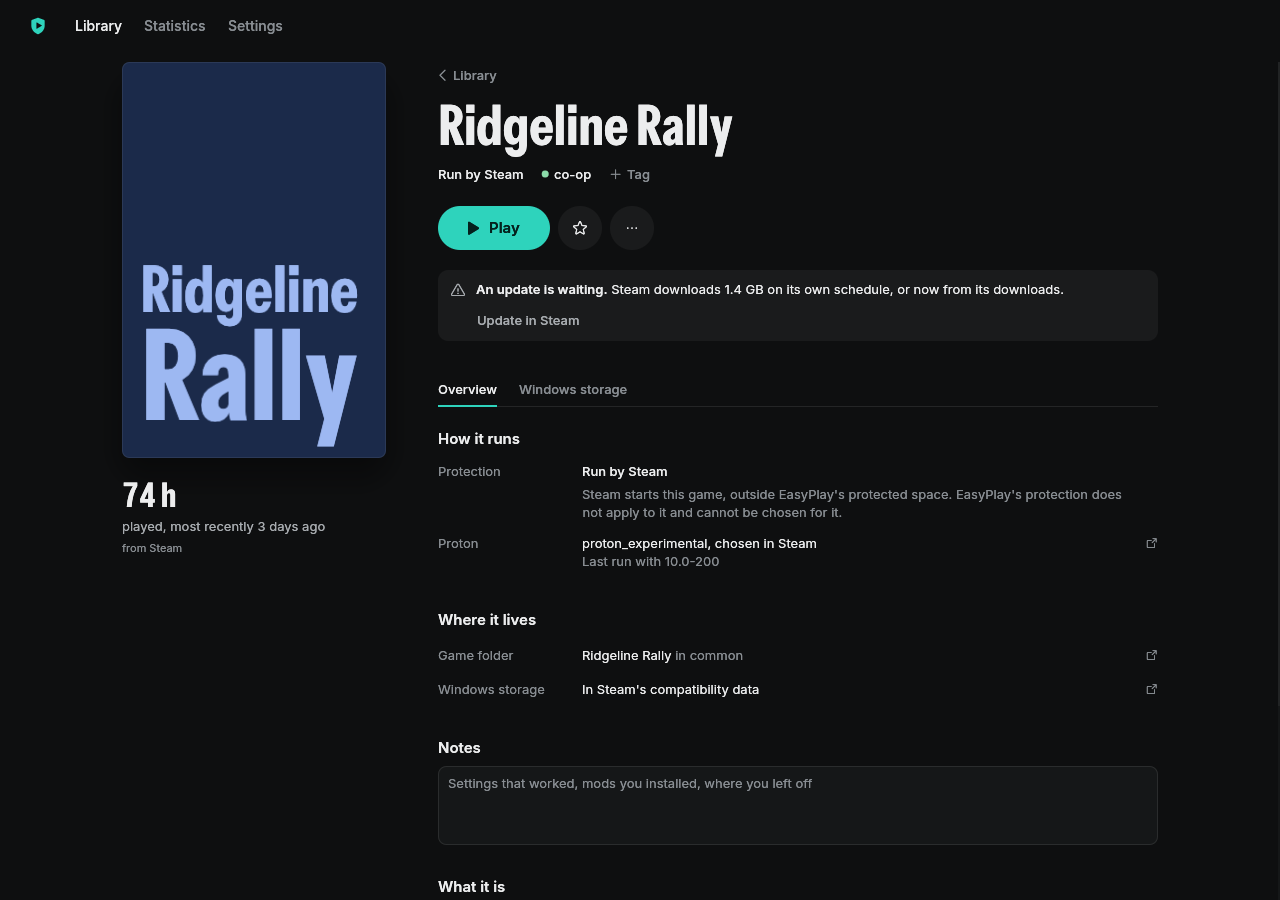 Library Statistics Settings
Ridgeline
Rally
74 h
played, most recently 3 days ago
from Steam
Library
Ridgeline Rally
Run by Steam co-op + Tag
Play
An update is waiting. Steam downloads 1.4 GB on its own schedule, or now from its downloads.
Update in Steam
Overview Windows storage
How it runs
Protection Run by Steam
Steam starts this game, outside EasyPlay's protected space. EasyPlay's protection does
not apply to it and cannot be chosen for it.
Proton proton_experimental, chosen in Steam
Last run with 10.0-200
Where it lives
Game folder Ridgeline Rally in common
Windows storage In Steam's compatibility data
Notes
Settings that worked, mods you installed, where you left off
What it is